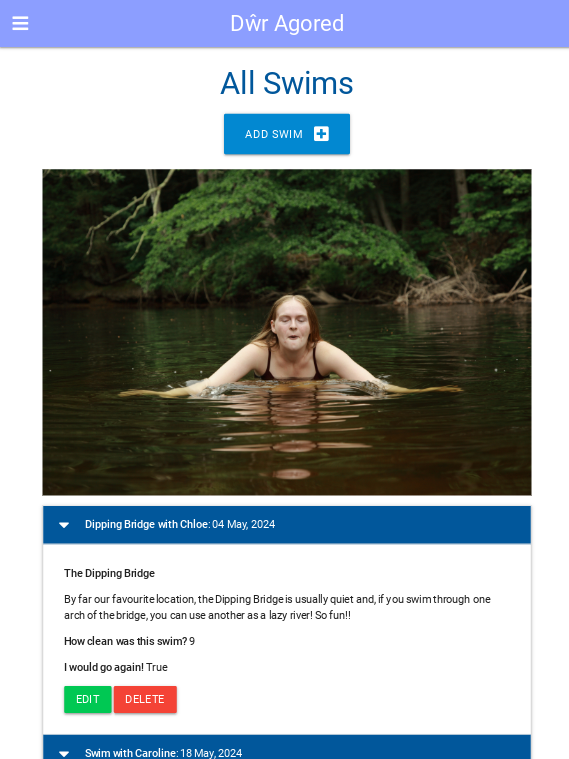 Dŵr Agored
All Swims
ADD SWIM
Dipping Bridge with Chloe: 04 May, 2024
The Dipping Bridge
By far our favourite location, the Dipping Bridge is usually quiet and, if you swim through one
arch of the bridge, you can use another as a lazy river! So fun!!
How clean was this swim? 9
I would go again! True
EDIT DELETE
Swim with Caroline: 18 May, 2024